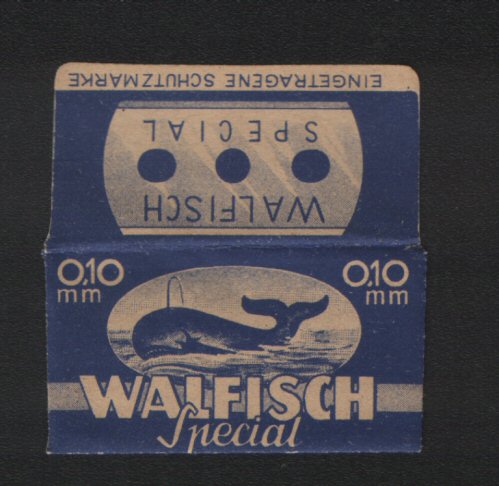 EINGETRAGENE SCHUTZMARKE
SPECIAL
WALFISCH
0,10 mm
0,10 mm
WALFISCH
Special